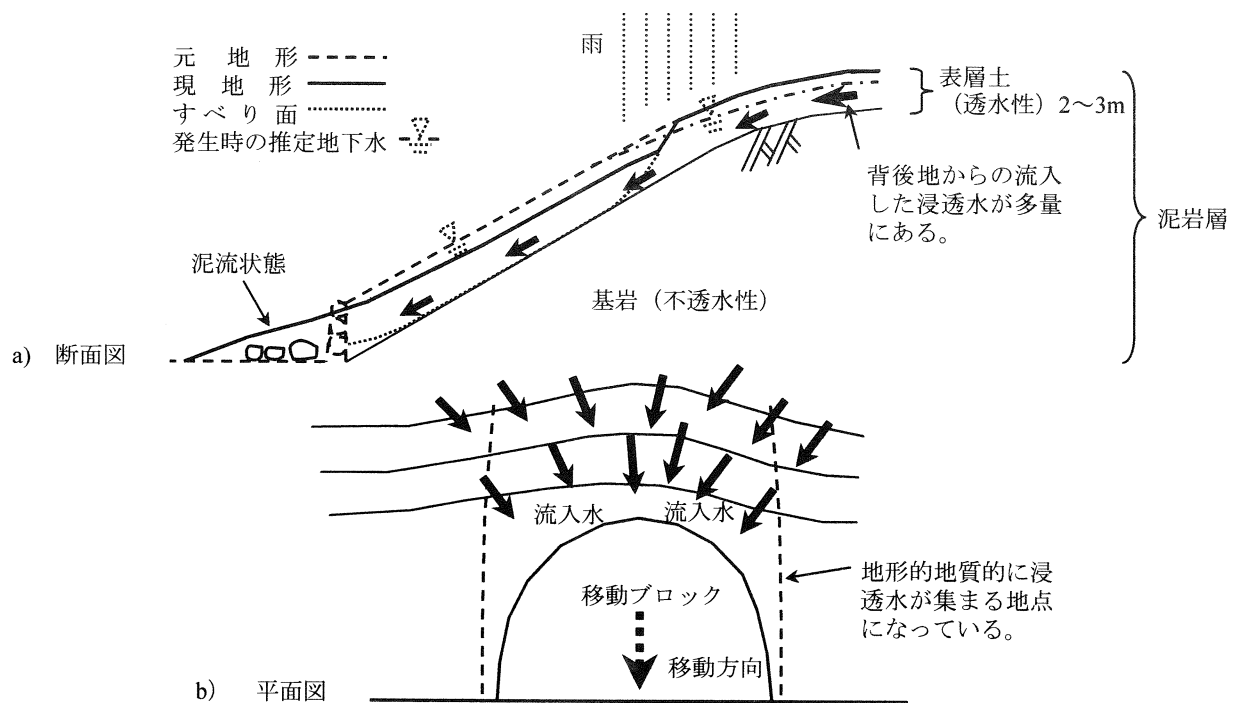 雨
元地形
現地形
すべり面
発生時の推定地下水
表層土
（透水性）2～3m
背後地からの流入
した浸透水が多量
にある。
泥岩層
泥流状態
基岩（不透水性）
a) 断面図
流入水 流入水
移動ブロック
地形的地質的に浸
透水が集まる地点
になっている。
移動方向
b) 平面図